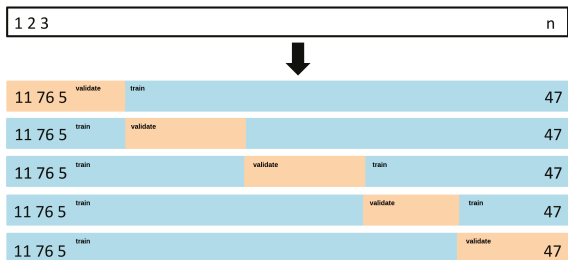 1 2 3 n
11 76 5 validate train 47
11 76 5 train validate 47
11 76 5 train validate train 47
11 76 5 train validate train 47
11 76 5 train validate 47